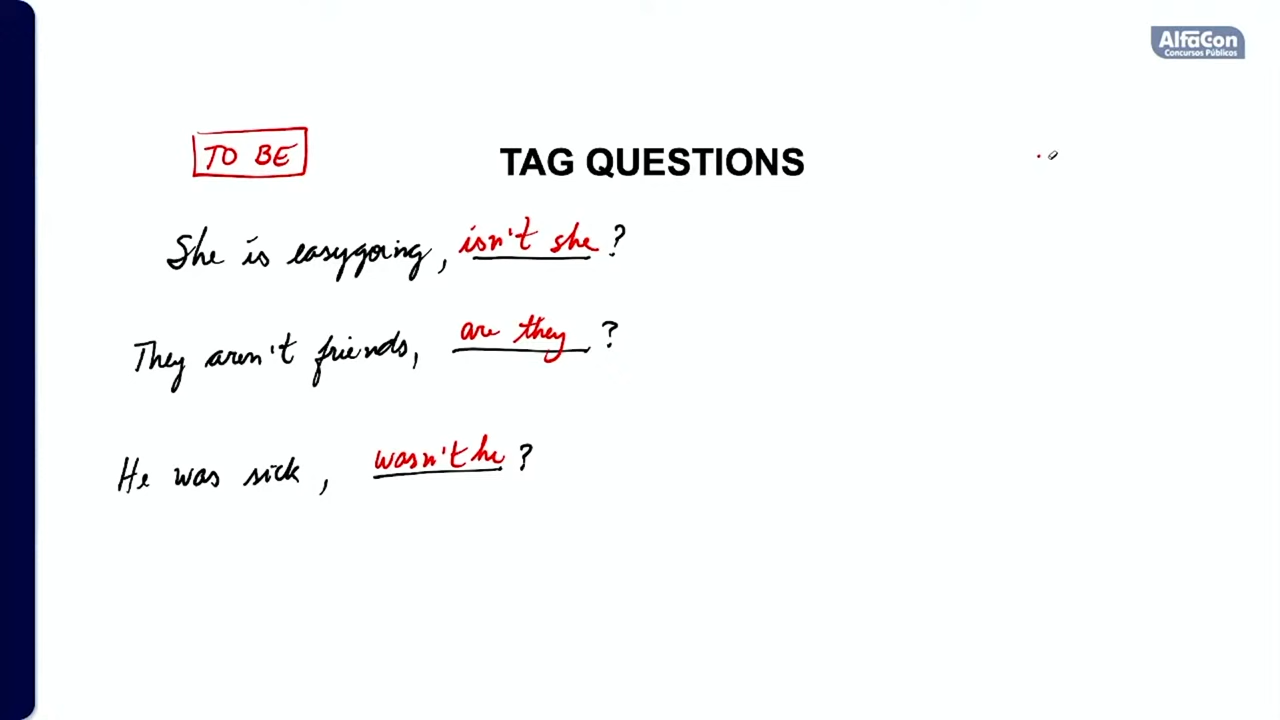 AlfaCon
Concursos Públicos
TO BE
TAG QUESTIONS
She is easygoing, isn't she ?
They aren't friends, are they ?
He was sick, wasn't he ?